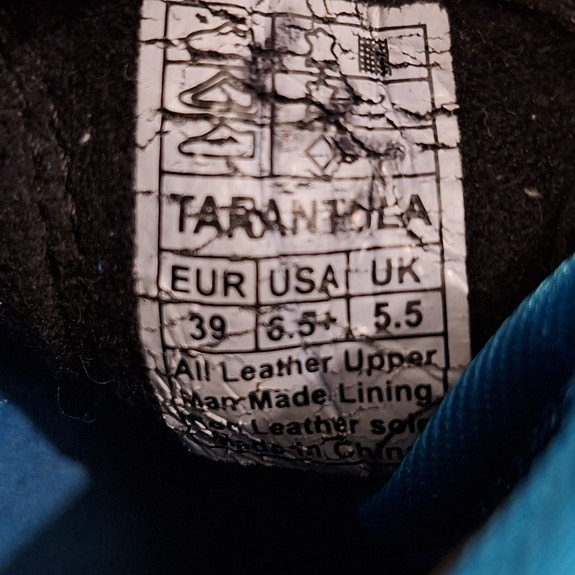 TARANTULA
EUR USA UK
39 6.5+ 5.5
All Leather Upper
Man Made Lining
Non Leather sole
Made in China